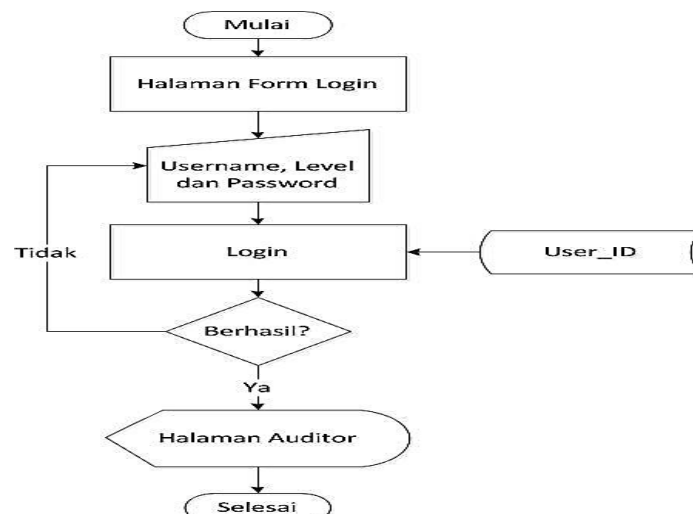 Mulai
Halaman Form Login
Username, Level
dan Password
Tidak
Login
User_ID
Berhasil?
Ya
Halaman Auditor
Selesai